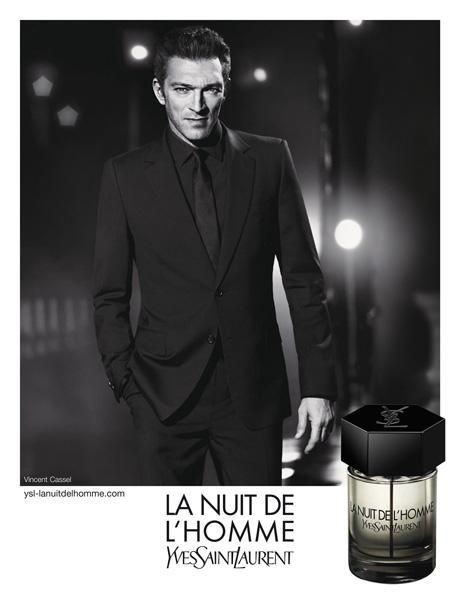 Vincent Cassel
ysl-lanuitdelhomme.com
LA NUIT DE
L'HOMME
YVESSAINTLAURENT
YSL
LA NUIT DE L'HOMME
YVESSAINTLAURENT